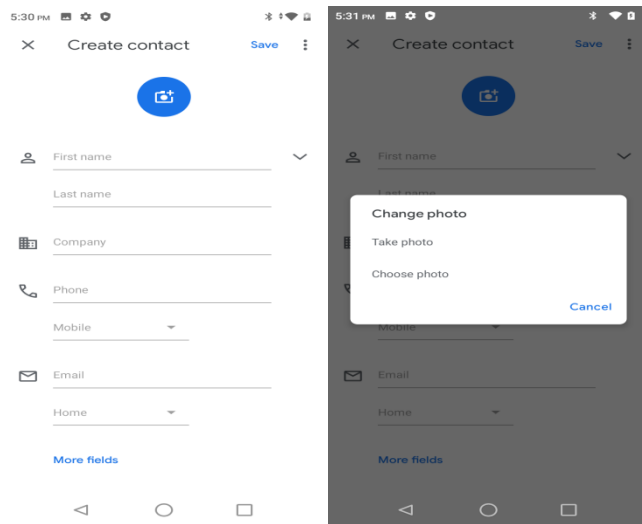 5:30 PM
Create contact
Save
First name
Last name
Company
Phone
Mobile
Email
Home
More fields
5:31 PM
Create contact
Save
First name
Last name
Change photo
Take photo
Choose photo
Cancel
Mobile
Email
Home
More fields